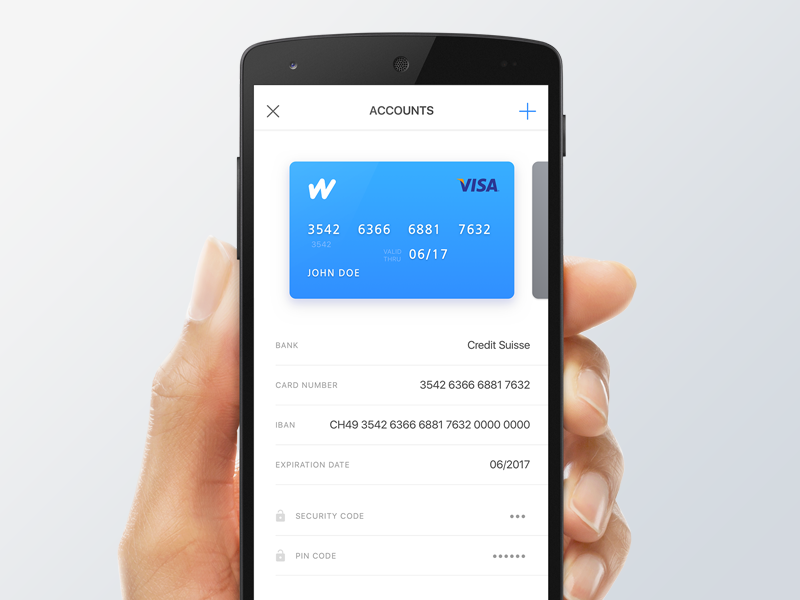 ACCOUNTS
W
VISA
3542 6366 6881 7632
3542
VALID THRU 06/17
JOHN DOE
BANK Credit Suisse
CARD NUMBER 3542 6366 6881 7632
IBAN CH49 3542 6366 6881 7632 0000 0000
EXPIRATION DATE 06/2017
SECURITY CODE •••
PIN CODE ••••••